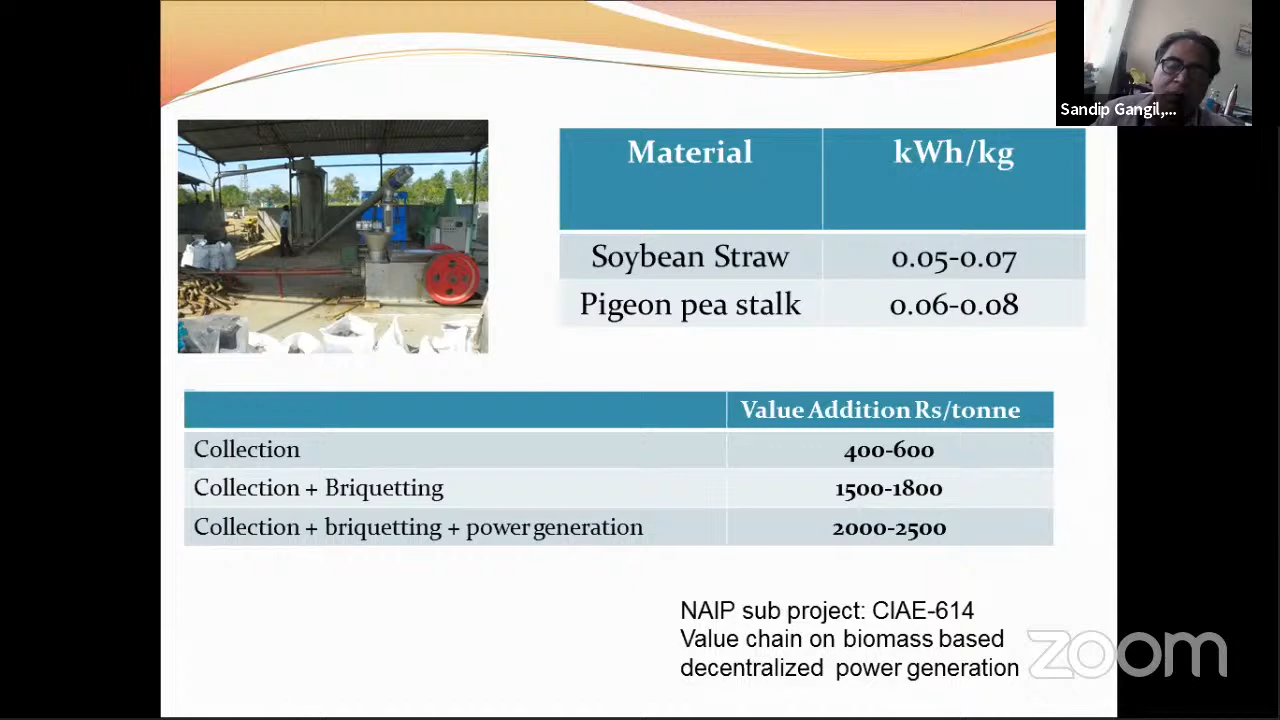 Sandip Gangil,...
Material kWh/kg
Soybean Straw 0.05-0.07
Pigeon pea stalk 0.06-0.08
Value Addition Rs/tonne
Collection 400-600
Collection + Briquetting 1500-1800
Collection + briquetting + power generation 2000-2500
NAIP sub project: CIAE-614
Value chain on biomass based
decentralized power generation
zoom